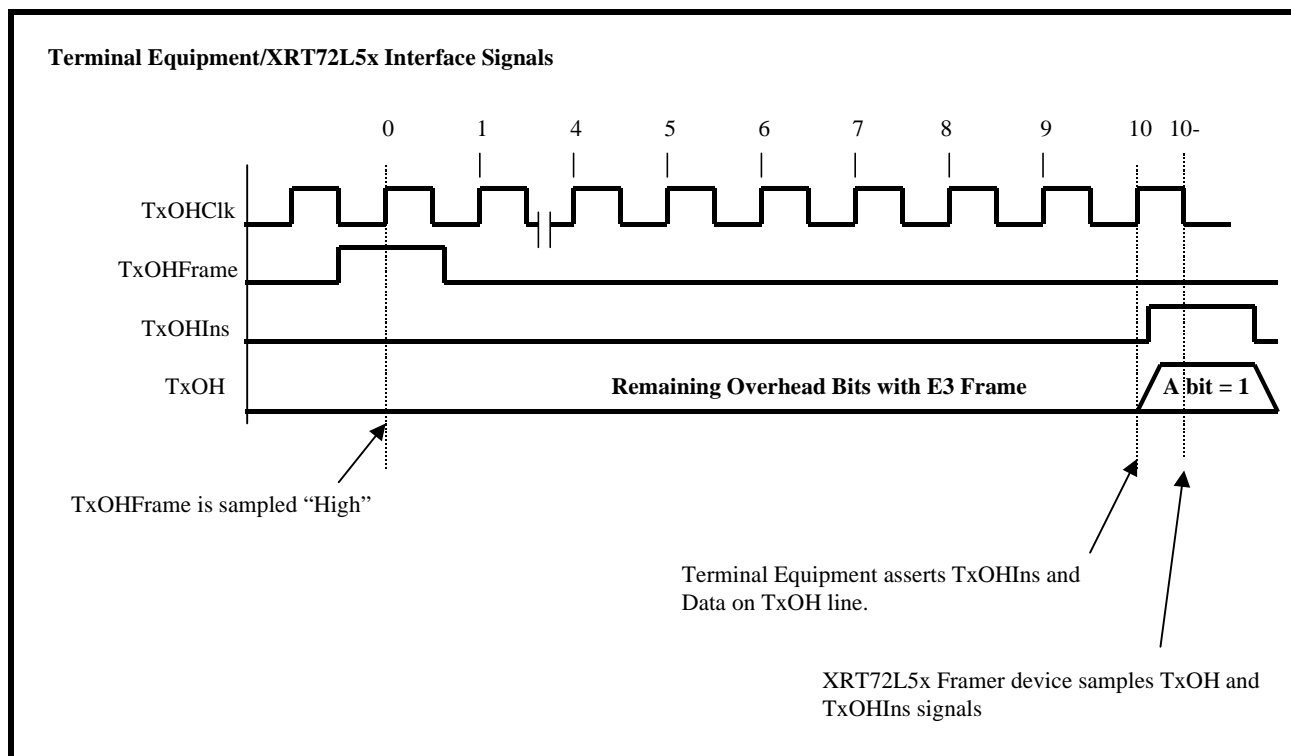 Terminal Equipment/XRT72L5x Interface Signals
0 1 4 5 6 7 8 9 10 10-
TxOHClk
TxOHFrame
TxOHIns
TxOH
Remaining Overhead Bits with E3 Frame
A bit = 1
TxOHFrame is sampled “High”
Terminal Equipment asserts TxOHIns and
Data on TxOH line.
XRT72L5x Framer device samples TxOH and
TxOHIns signals